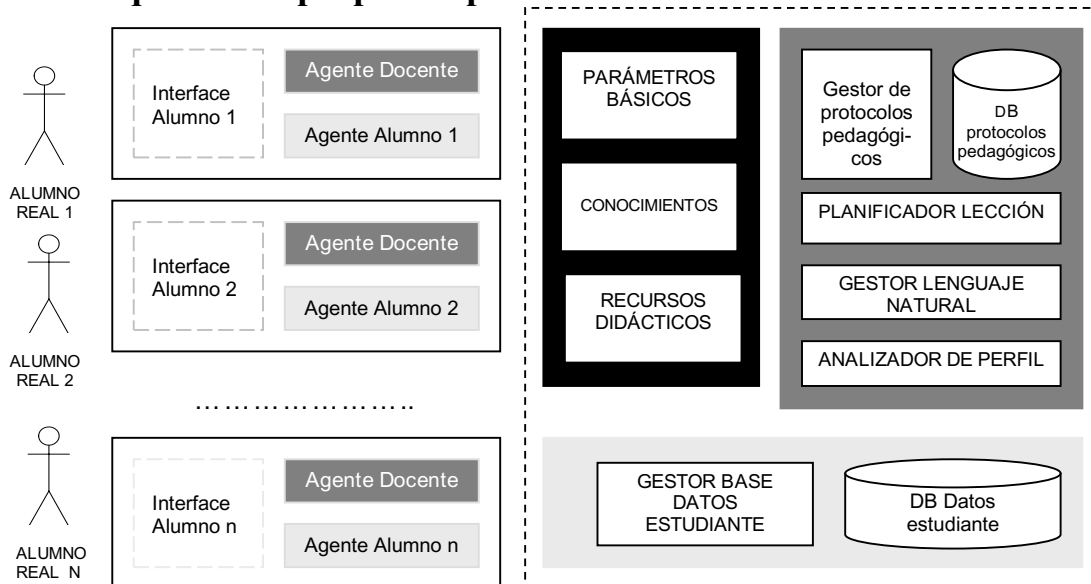 Interface
Alumno 1
Agente Docente
Agente Alumno 1
ALUMNO
REAL 1
Interface
Alumno 2
Agente Docente
Agente Alumno 2
ALUMNO
REAL 2
…………………..
Interface
Alumno n
Agente Docente
Agente Alumno n
ALUMNO
REAL N
PARÁMETROS
BÁSICOS
CONOCIMIENTOS
RECURSOS
DIDÁCTICOS
Gestor de
protocolos
pedagógi-
cos
DB
protocolos
pedagógicos
PLANIFICADOR LECCIÓN
GESTOR LENGUAJE
NATURAL
ANALIZADOR DE PERFIL
GESTOR BASE
DATOS
ESTUDIANTE
DB Datos
estudiante